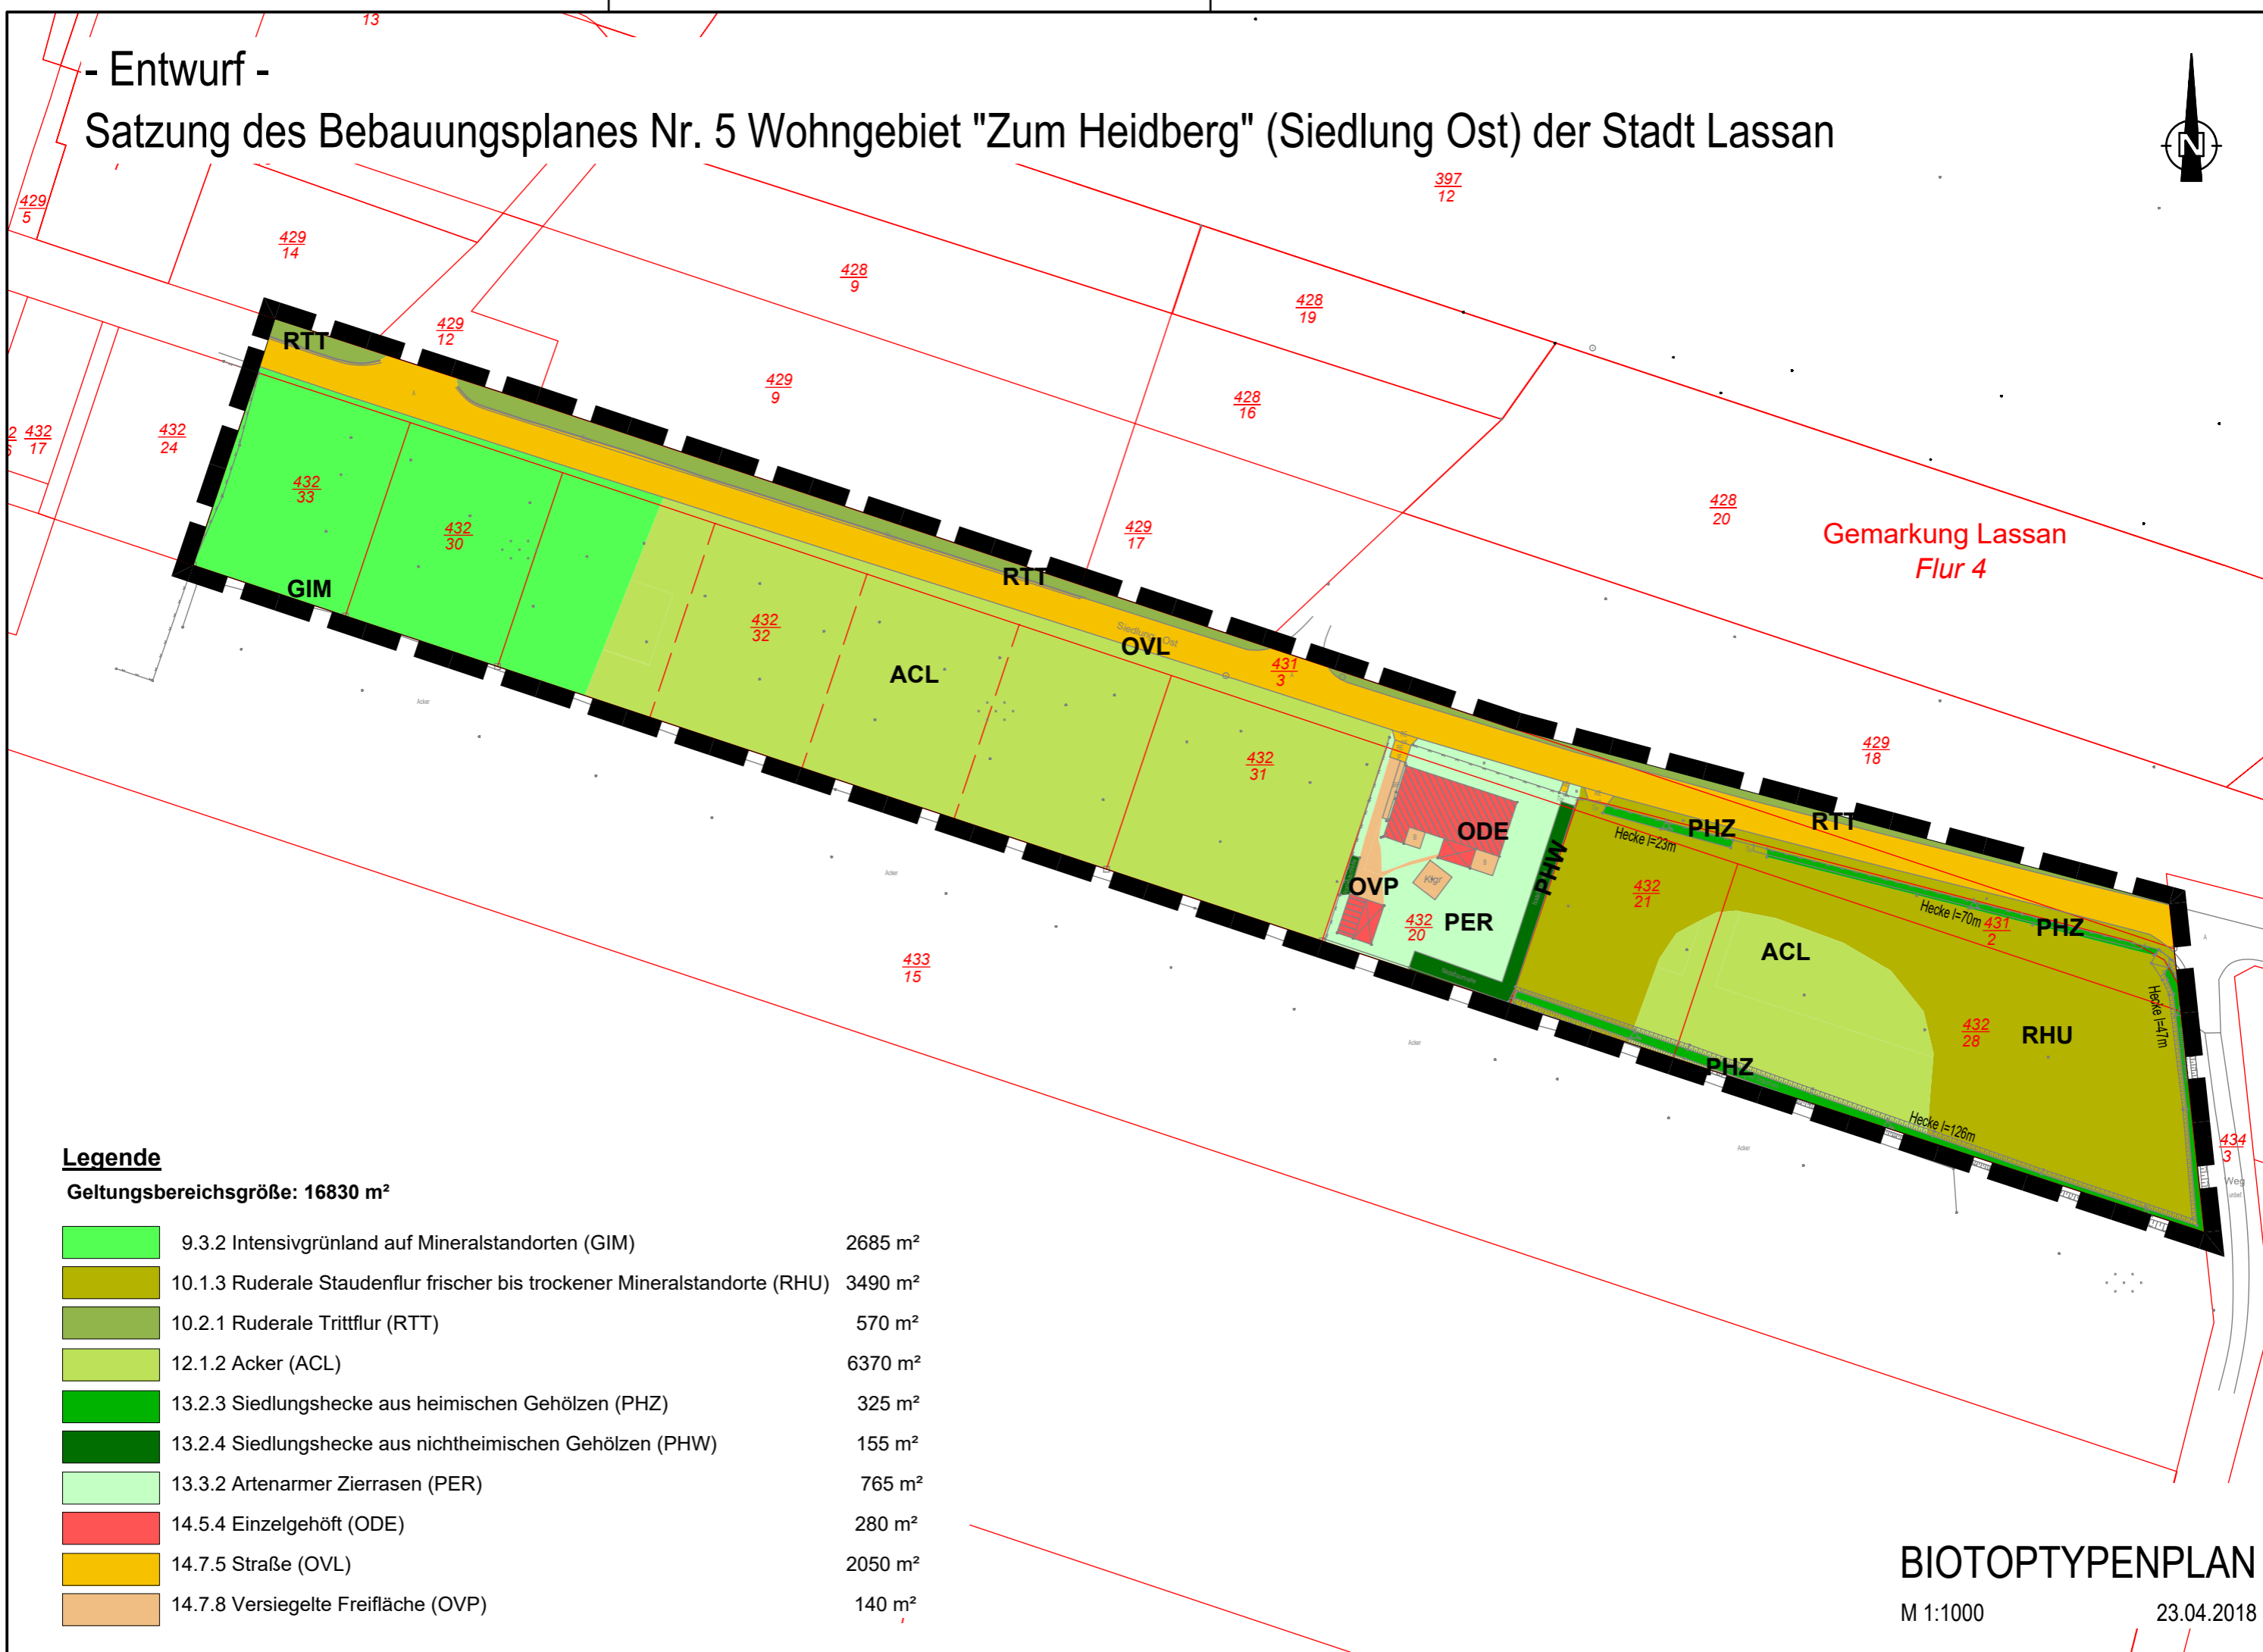 13
- Entwurf -
Satzung des Bebauungsplanes Nr. 5 Wohngebiet "Zum Heidberg" (Siedlung Ost) der Stadt Lassan
N
397
12
429
5
429
14
428
9
428
19
429
12
429
9
428
16
432
17
432
24
429
17
428
20
Gemarkung Lassan
Flur 4
RTT
432
33
432
30
GIM
432
32
RTT
Siedlung Ost
OVL
ACL
431
3
432
31
429
18
ODE
PHZ
RTT
Hecke l=23m
PHW
OVP
Klgr.
432
20
PER
432
21
Hecke l=70m
431
2
PHZ
ACL
Hecke l=47m
432
28
RHU
PHZ
Hecke l=126m
433
15
Acker
Acker
Acker
Acker
434
3
Weg
unbef.
Legende
Geltungsbereichsgröße: 16830 m²
9.3.2 Intensivgrünland auf Mineralstandorten (GIM) 2685 m²
10.1.3 Ruderale Staudenflur frischer bis trockener Mineralstandorte (RHU) 3490 m²
10.2.1 Ruderale Trittflur (RTT) 570 m²
12.1.2 Acker (ACL) 6370 m²
13.2.3 Siedlungshecke aus heimischen Gehölzen (PHZ) 325 m²
13.2.4 Siedlungshecke aus nichtheimischen Gehölzen (PHW) 155 m²
13.3.2 Artenarmer Zierrasen (PER) 765 m²
14.5.4 Einzelgehöft (ODE) 280 m²
14.7.5 Straße (OVL) 2050 m²
14.7.8 Versiegelte Freifläche (OVP) 140 m²
BIOTOPTYPENPLAN
M 1:1000 23.04.2018